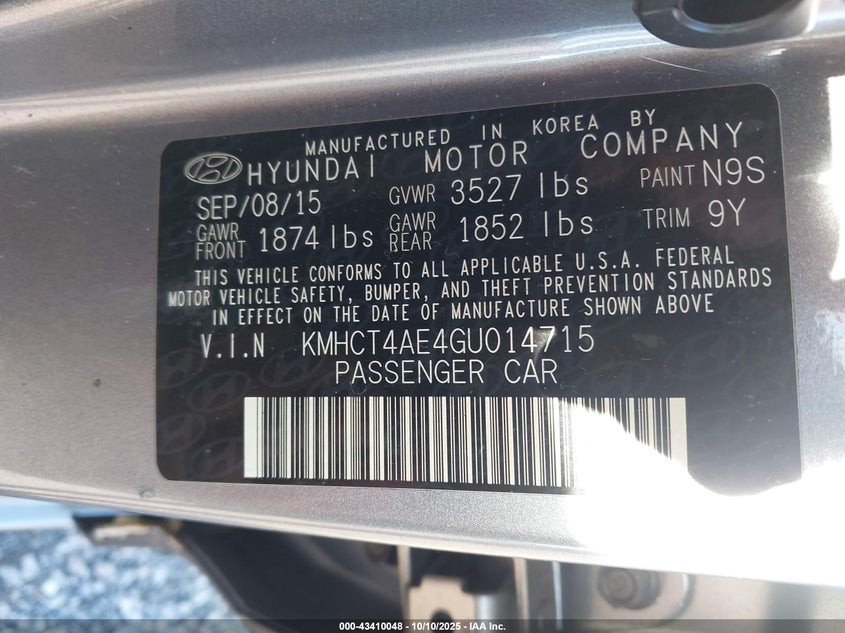 MANUFACTURED IN KOREA BY
HYUNDAI MOTOR COMPANY
SEP/08/15 GVWR 3527 lbs PAINT N9S
GAWR FRONT 1874 lbs GAWR REAR 1852 lbs TRIM 9Y
THIS VEHICLE CONFORMS TO ALL APPLICABLE U.S.A. FEDERAL
MOTOR VEHICLE SAFETY, BUMPER, AND THEFT PREVENTION STANDARDS
IN EFFECT ON THE DATE OF MANUFACTURE SHOWN ABOVE
V.I.N KMHCT4AE4GU014715
PASSENGER CAR
000-43410048 - 10/10/2025 - IAA Inc.